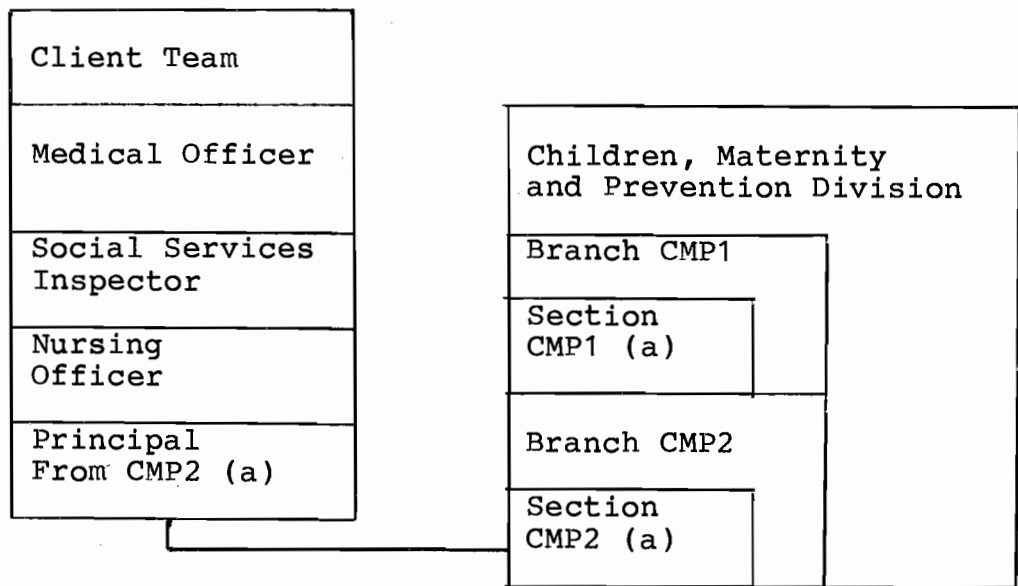 Client Team
Medical Officer
Social Services
Inspector
Nursing
Officer
Principal
From CMP2 (a)
Children, Maternity
and Prevention Division
Branch CMP1
Section
CMP1 (a)
Branch CMP2
Section
CMP2 (a)